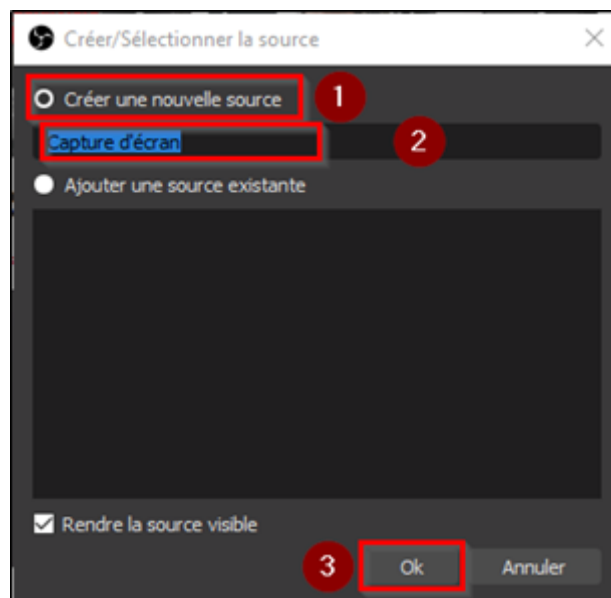 Créer/Sélectionner la source
Créer une nouvelle source 1
Capture d'écran 2
Ajouter une source existante
Rendre la source visible
3 Ok Annuler